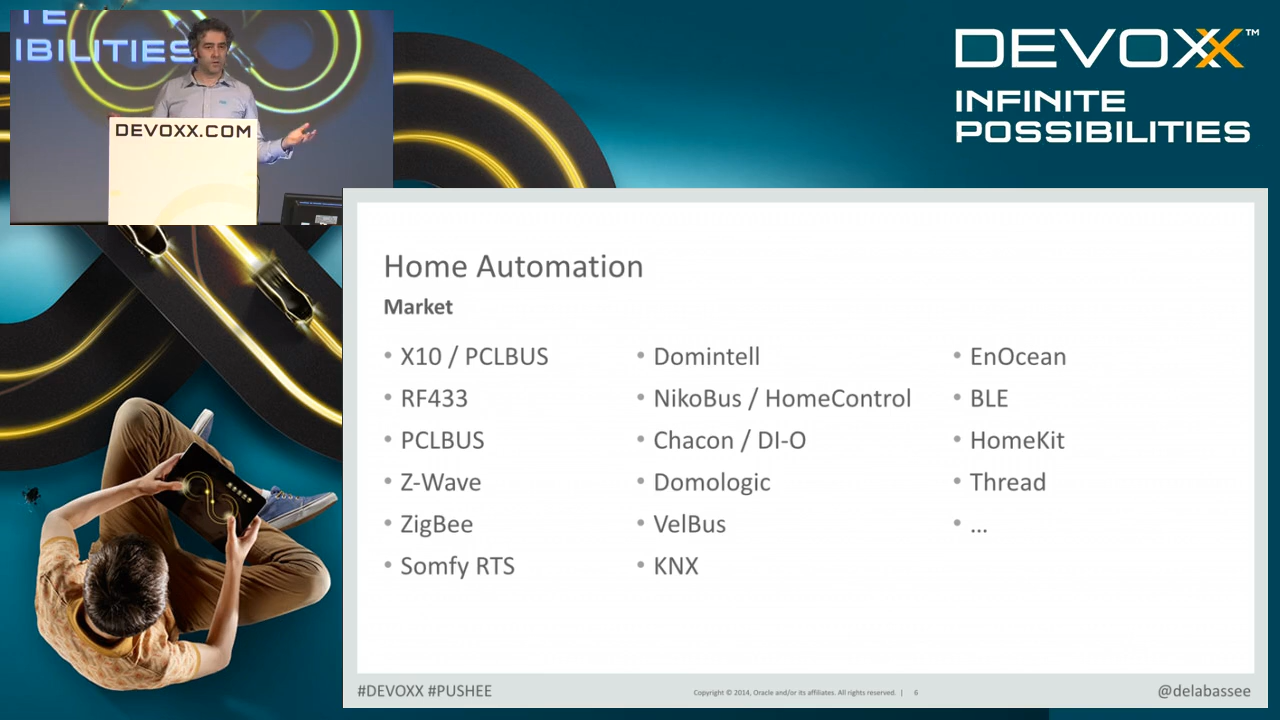 TE
IBILITIES
DEVOXX.COM
DEVOXX™
INFINITE
POSSIBILITIES
Home Automation
Market
• X10 / PCLBUS
• RF433
• PCLBUS
• Z-Wave
• ZigBee
• Somfy RTS
• Domintell
• NikoBus / HomeControl
• Chacon / DI-O
• Domologic
• VelBus
• KNX
• EnOcean
• BLE
• HomeKit
• Thread
• ...
#DEVOXX #PUSHEE
Copyright © 2014, Oracle and/or its affiliates. All rights reserved. | 6
@delabassee